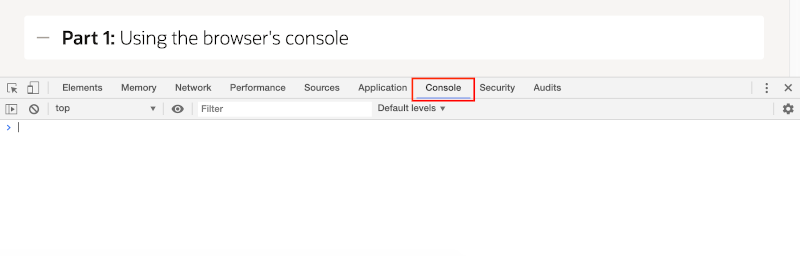 Part 1: Using the browser's console
Elements Memory Network Performance Sources Application Console Security Audits
top Filter Default levels